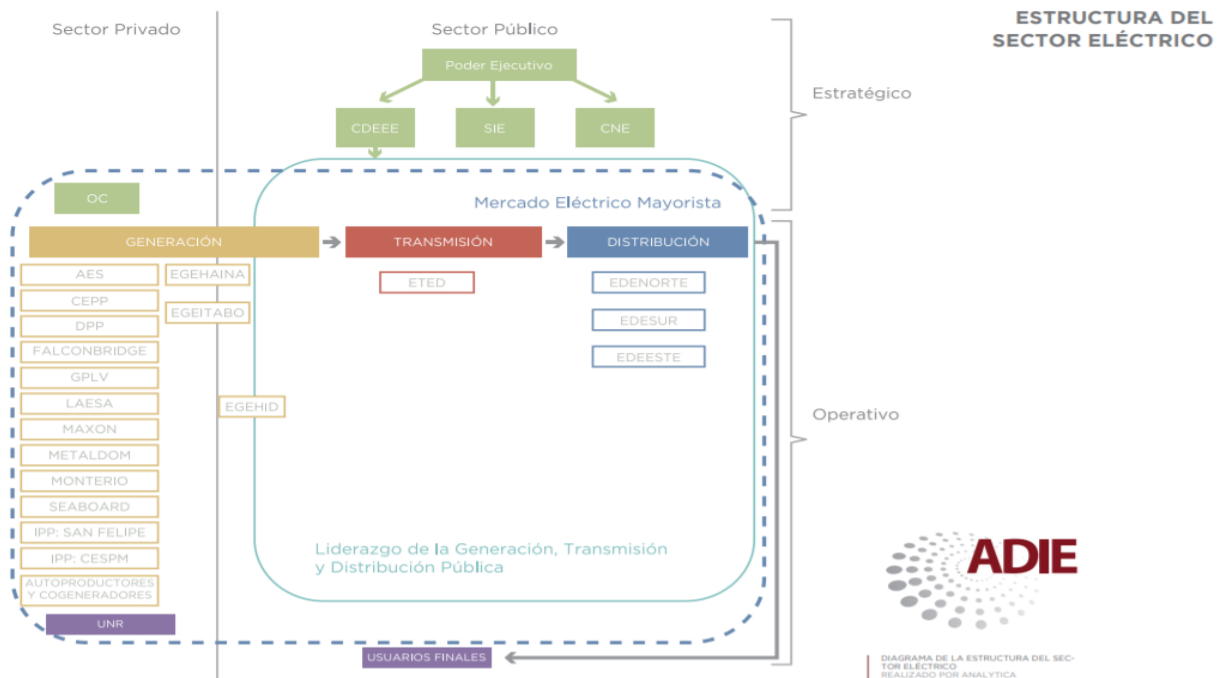 ESTRUCTURA DEL
SECTOR ELÉCTRICO
Sector Privado
Sector Público
Poder Ejecutivo
Estratégico
CDEEE
SIE
CNE
OC
Mercado Eléctrico Mayorista
GENERACIÓN
TRANSMISIÓN
DISTRIBUCIÓN
AES
EGEHAINA
ETED
EDENORTE
CEPP
EGEITABO
DPP
EDESUR
FALCONBRIDGE
EDEESTE
GPLV
LAESA
EGEHID
Operativo
MAXON
METALDOM
MONTERIO
SEABOARD
IPP: SAN FELIPE
IPP: CESPM
Liderazgo de la Generación, Transmisión
y Distribución Pública
AUTOPRODUCTORES
Y COGENERADORES
UNR
USUARIOS FINALES
ADIE
DIAGRAMA DE LA ESTRUCTURA DEL SEC-
TOR ELÉCTRICO
REALIZADO POR ANALYTICA